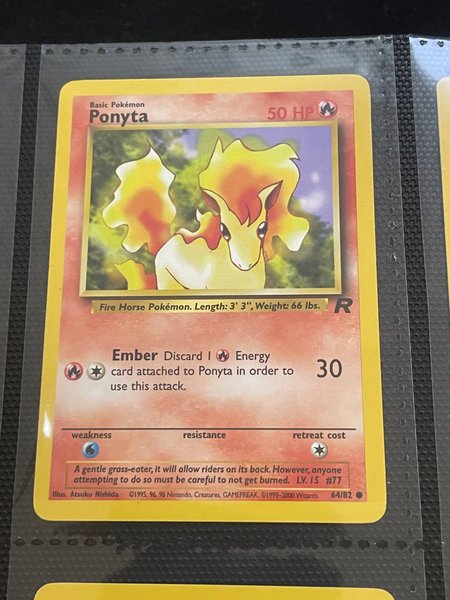 Basic Pokémon
Ponyta 50 HP
Fire Horse Pokémon. Length: 3' 3", Weight: 66 lbs.
R
Ember Discard 1 Energy
card attached to Ponyta in order to
use this attack.
30
weakness resistance retreat cost
A gentle grass-eater, it will allow riders on its back. However, anyone
attempting to do so must be careful to not get burned. LV. 15 #77
Illus. Atsuko Nishida ©1995, 96, 98 Nintendo, Creatures, GAMEFREAK. ©1999-2000 Wizards. 64/82